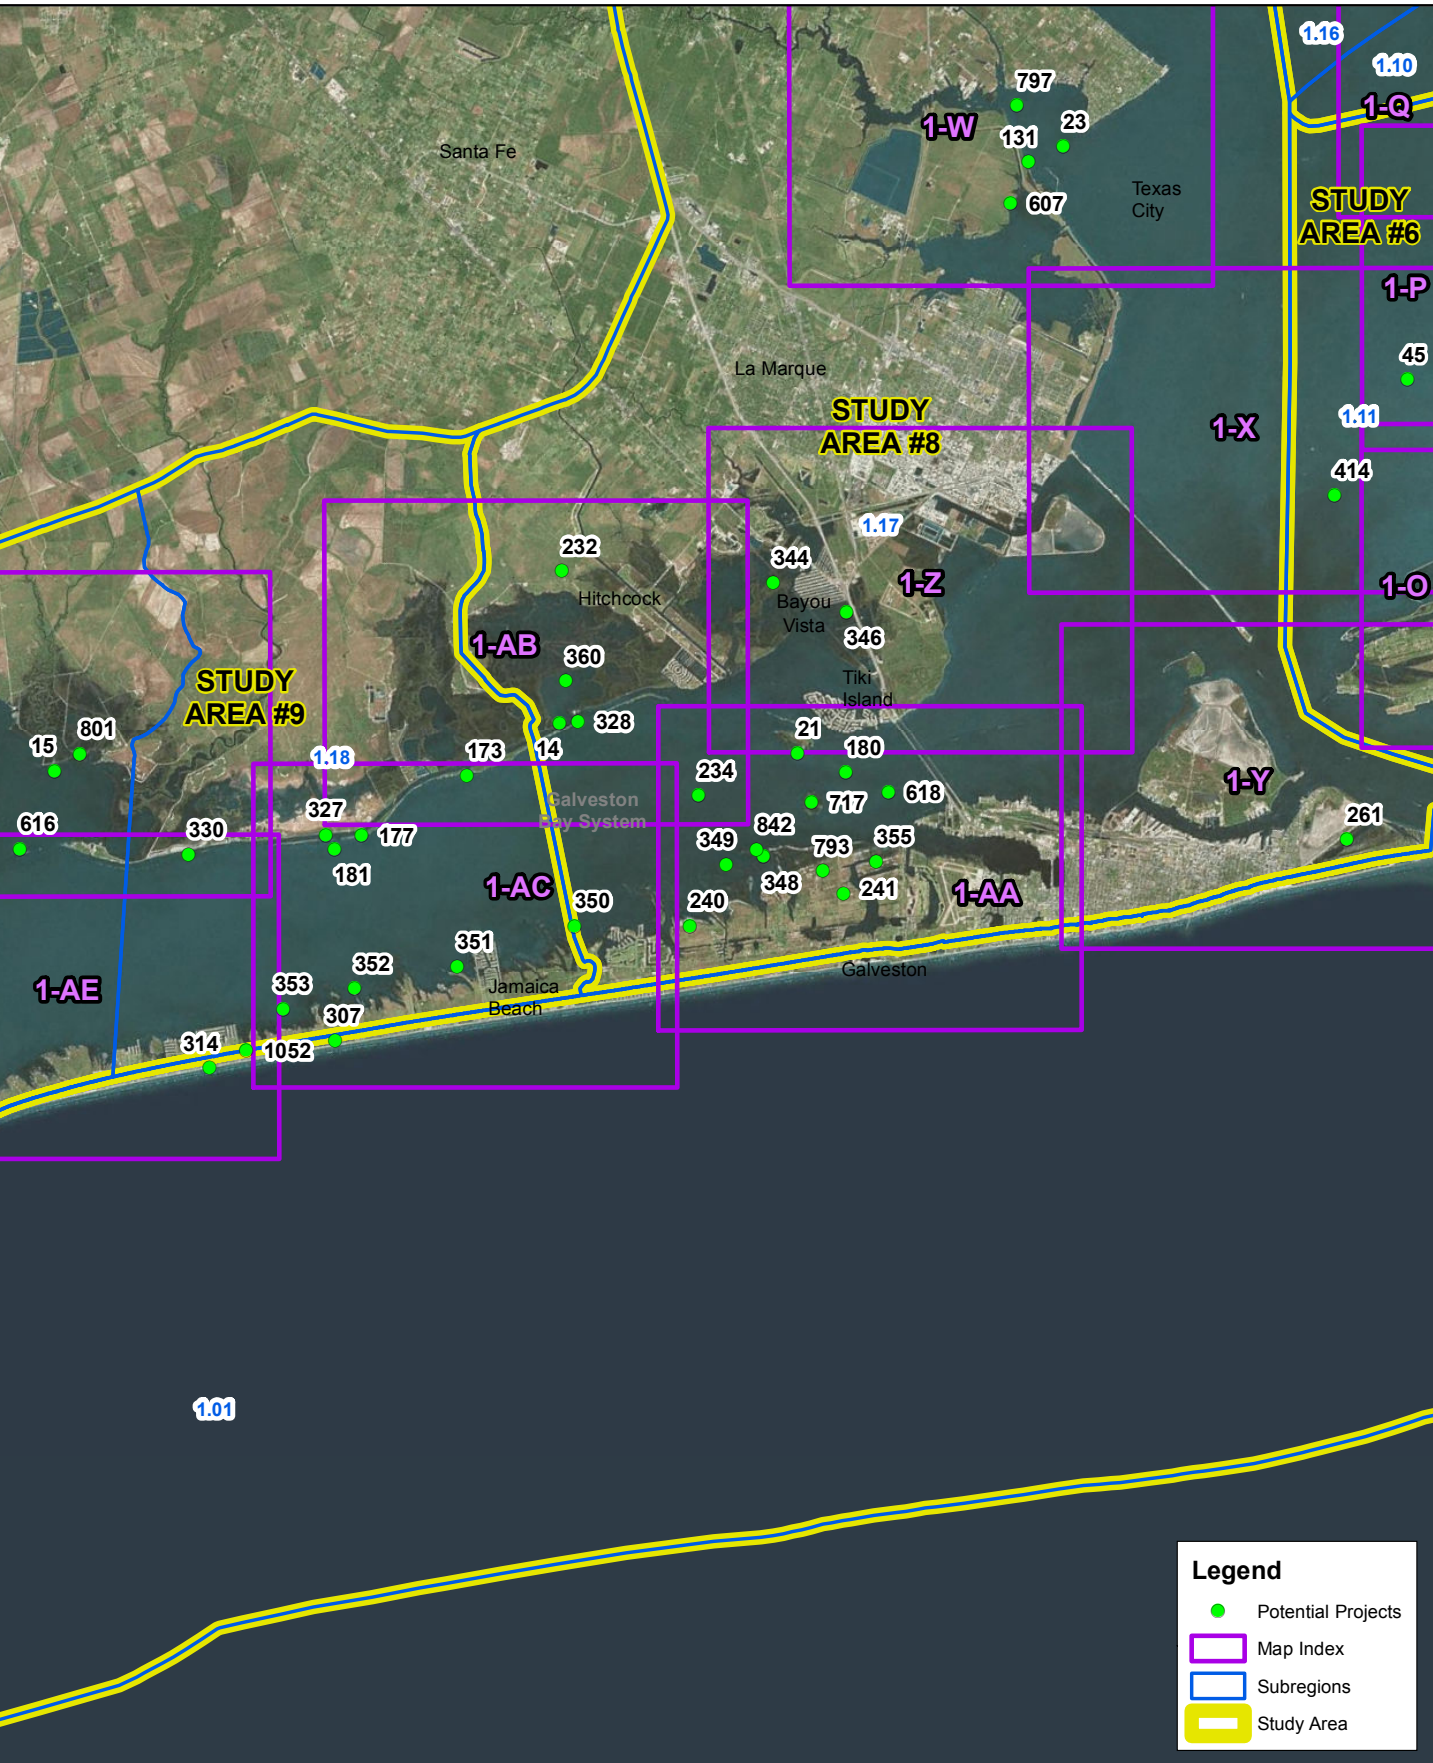 1.16
1.10
1-Q
797
1-W
23
131
Santa Fe
Texas
City
607
STUDY
AREA #6
1-P
45
La Marque
STUDY
AREA #8
1.11
1-X
414
1.17
232
344
1-Z
1-O
Hitchcock
Bayou
Vista
346
1-AB
360
STUDY
AREA #9
Tiki
Island
801
15
328
14
21
180
173
1.18
234
1-Y
Galveston
Bay System
717
618
327
261
616
330
177
842
349
793
355
181
348
241
1-AC
1-AA
350
240
351
352
Galveston
1-AE
353
Jamaica
Beach
307
314
1052
1.01
Legend
Potential Projects
Map Index
Subregions
Study Area